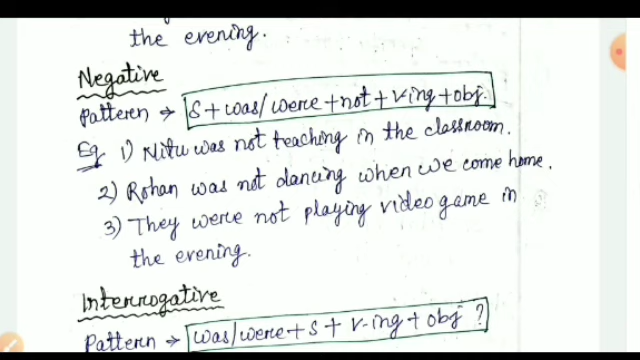 the evening.
Negative
Pattern → S + was/were + not + V ing + obj.
Eg 1) Nitu was not teaching in the classroom.
2) Rohan was not dancing when we come home.
3) They were not playing video game in
the evening.
Interrogative
Pattern → was/were + S + V-ing + obj ?